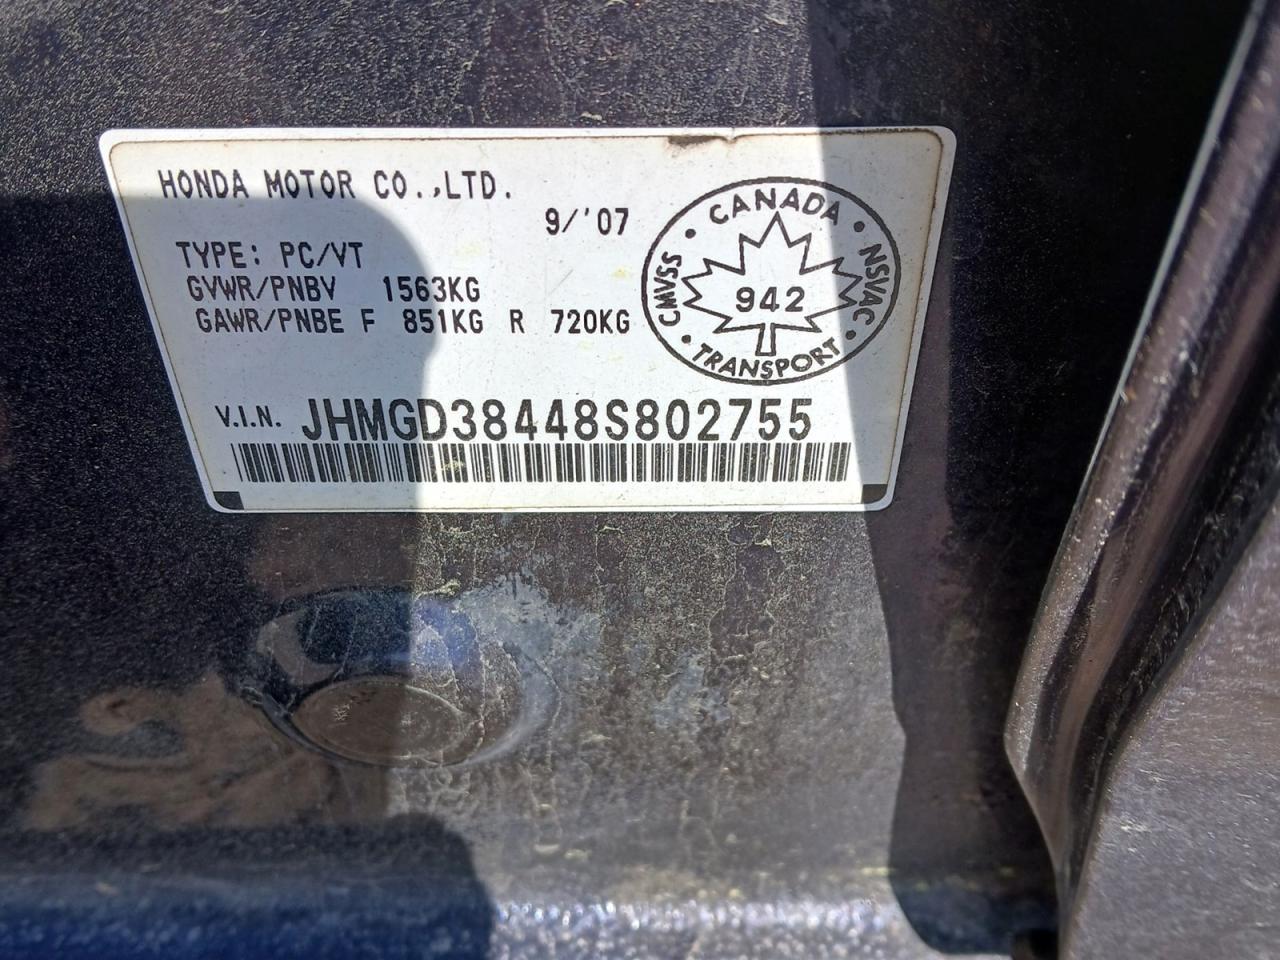 HONDA MOTOR CO.,LTD.
9/'07
TYPE: PC/VT
GVWR/PNBV 1563KG
GAWR/PNBE F 851KG R 720KG
CANADA
CMVSS
942
NSVAC
TRANSPORT
V.I.N. JHMGD38448S802755